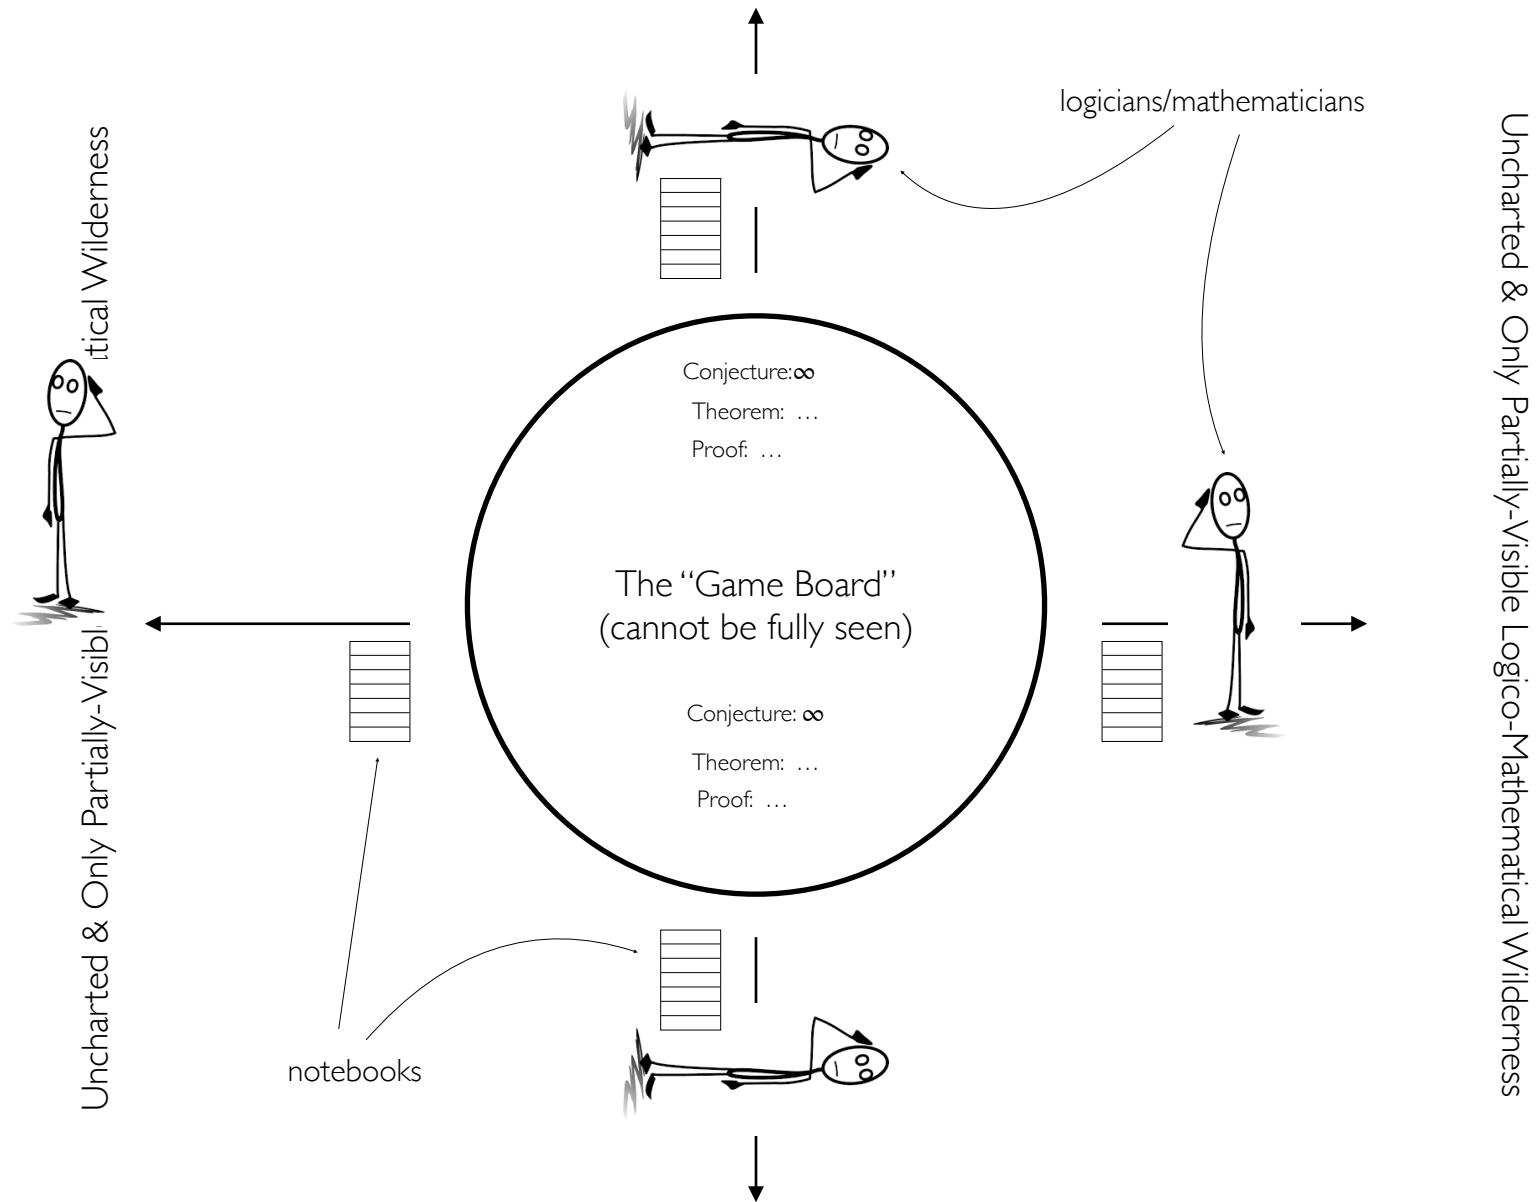 logicians/mathematicians
Uncharted & Only Partially-Visibl
tical Wilderness
Uncharted & Only Partially-Visible Logico-Mathematical Wilderness
Conjecture:∞
Theorem: …
Proof: …
The “Game Board”
(cannot be fully seen)
Conjecture: ∞
Theorem: …
Proof: …
notebooks